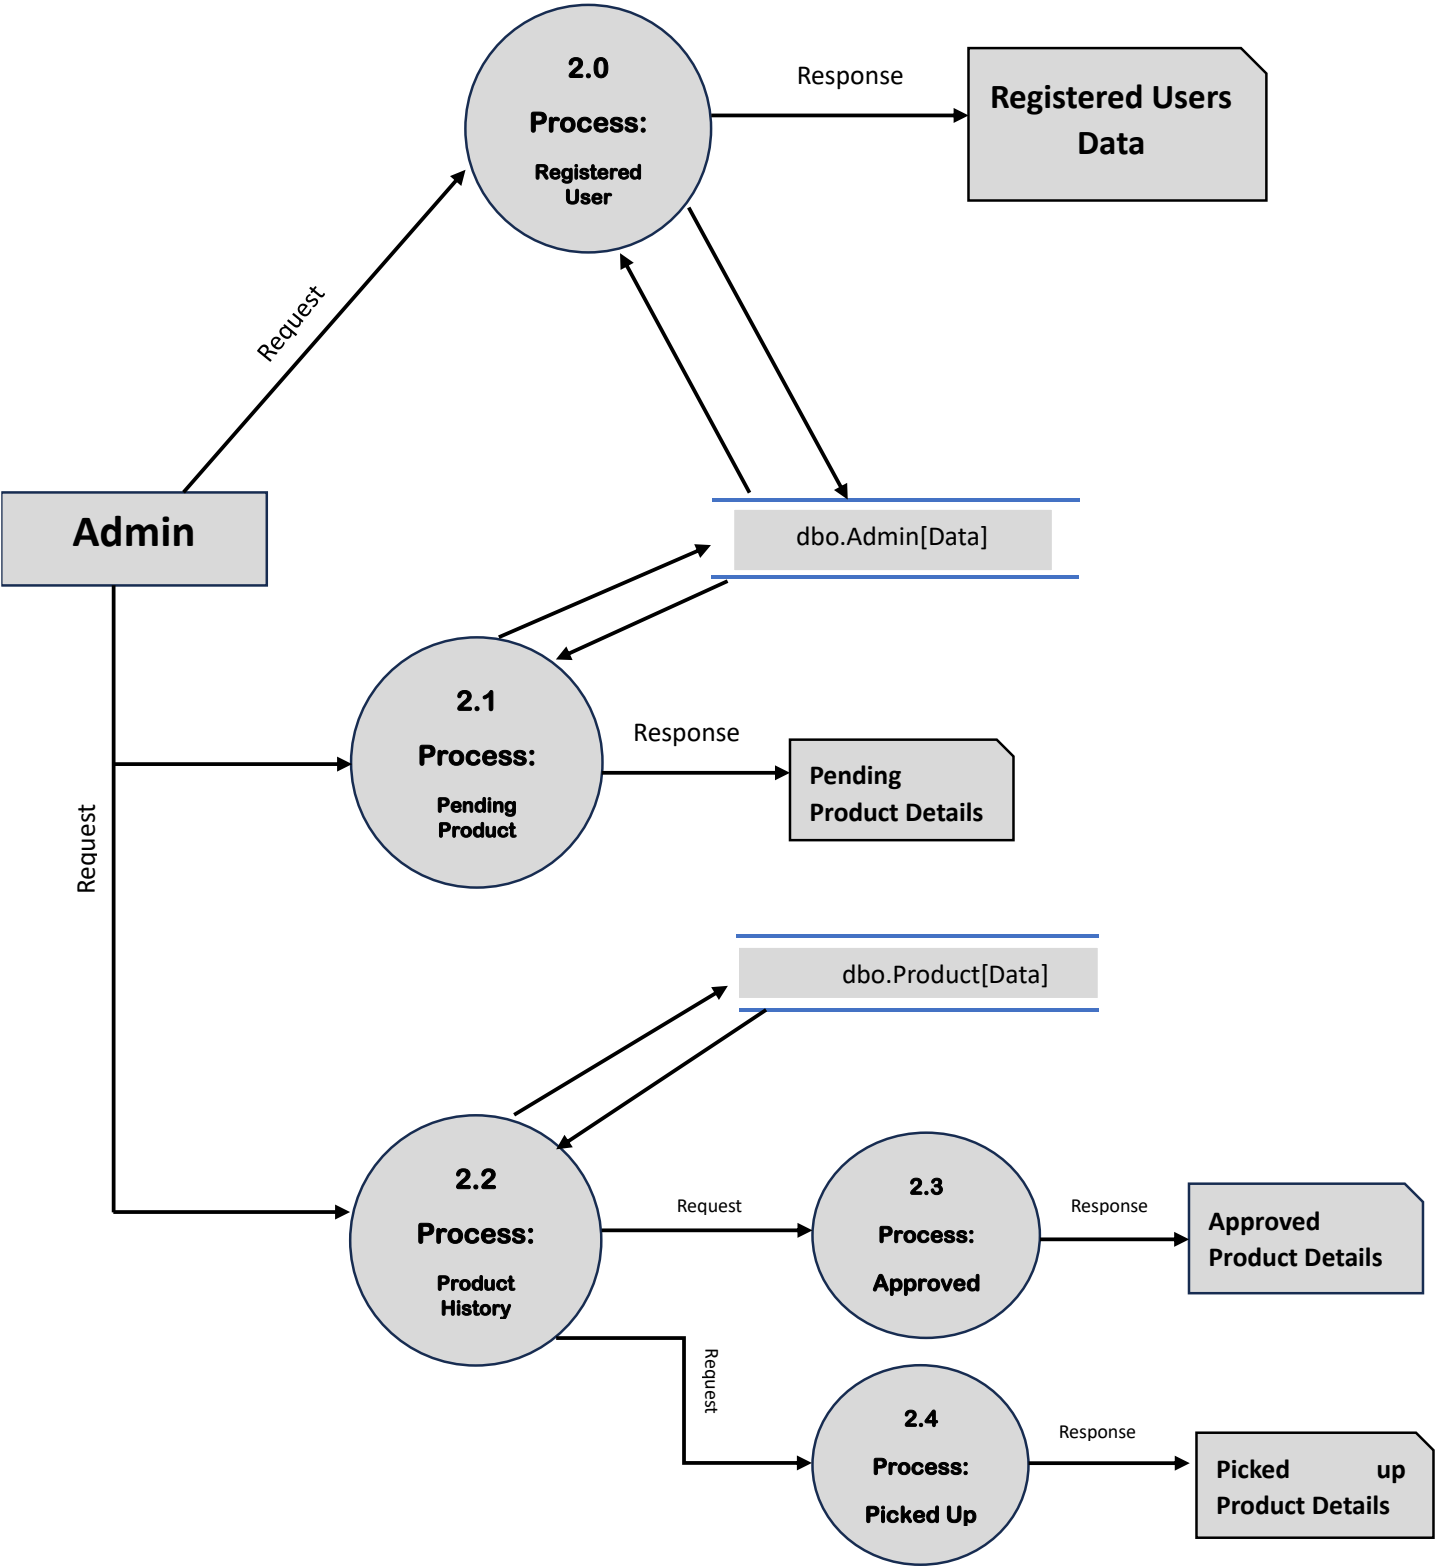 2.0
Process:
Registered
User
Response
Registered Users
Data
Request
Admin
dbo.Admin[Data]
2.1
Process:
Pending
Product
Response
Pending
Product Details
Request
dbo.Product[Data]
2.2
Process:
Product
History
Request
2.3
Process:
Approved
Response
Approved
Product Details
Request
2.4
Process:
Picked Up
Response
Picked up
Product Details